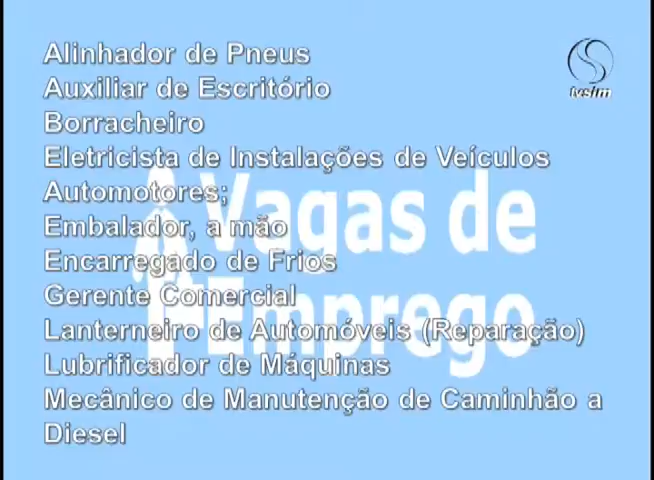 Alinhador de Pneus
Auxiliar de Escritório
Borracheiro
Eletricista de Instalações de Veículos
Automotores;
Embalador, a mão
Encarregado de Frios
Gerente Comercial
Lanterneiro de Automóveis (Reparação)
Lubrificador de Máquinas
Mecânico de Manutenção de Caminhão a
Diesel
Vagas de
Emprego
tvsim